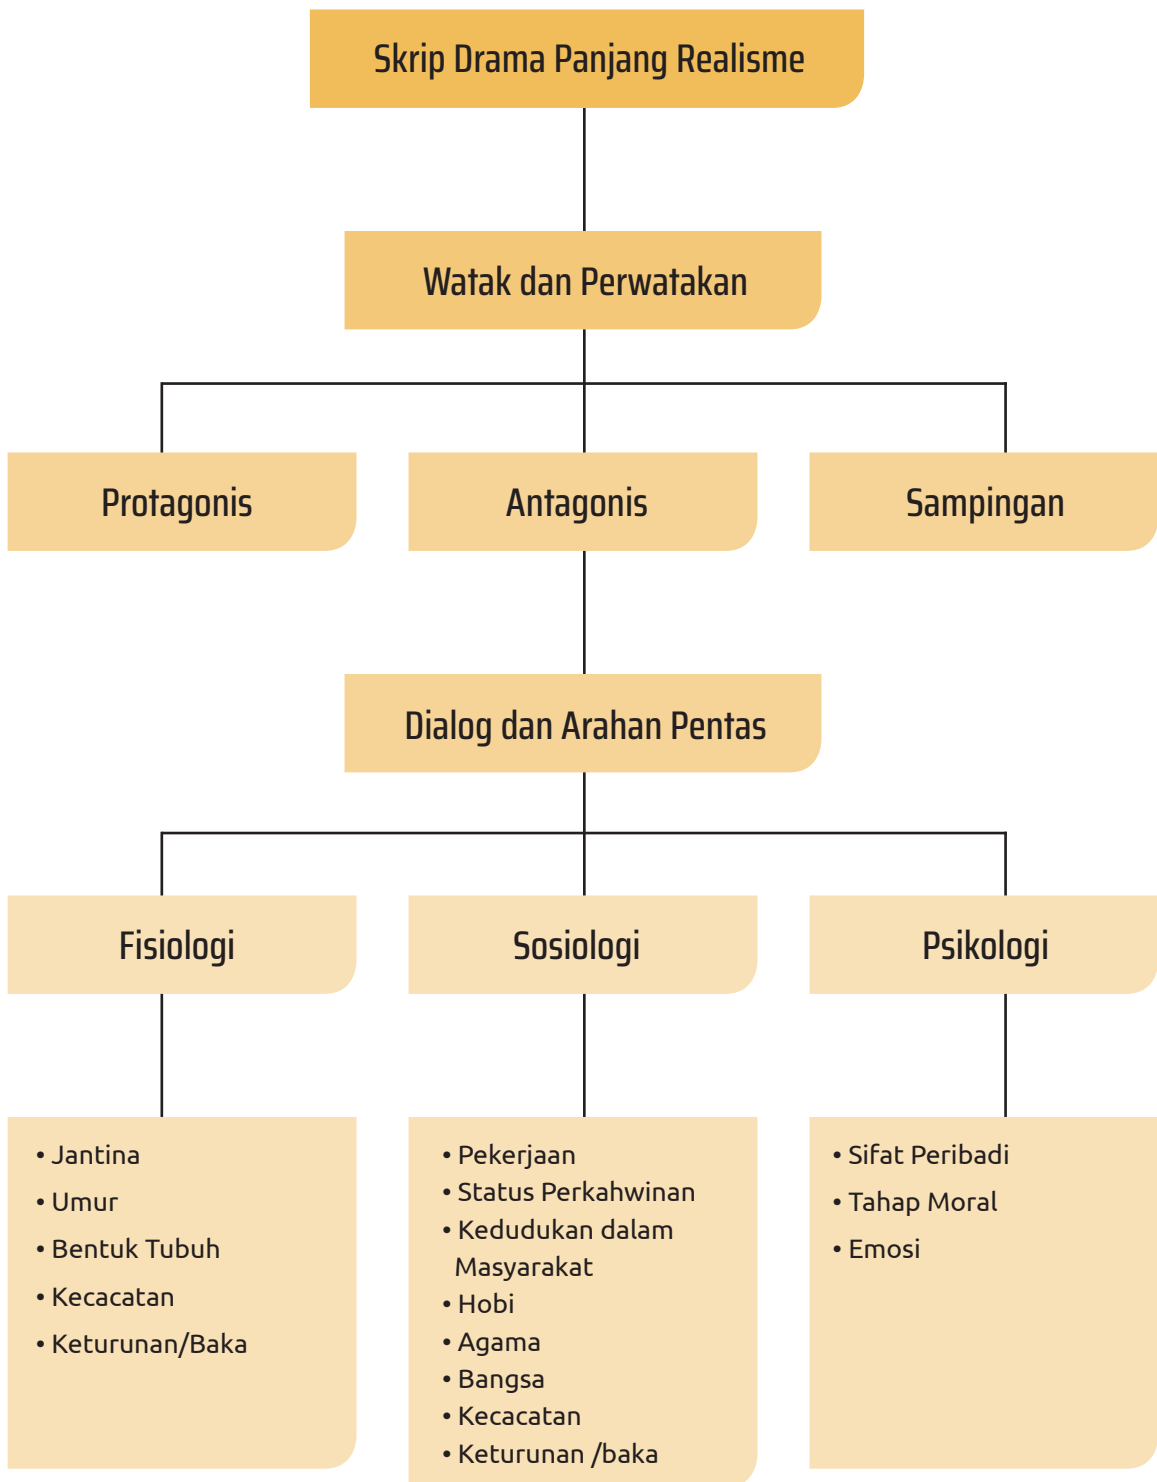 Skrip Drama Panjang Realisme
Watak dan Perwatakan
Protagonis
Antagonis
Sampingan
Dialog dan Arahan Pentas
Fisiologi
Sosiologi
Psikologi
• Jantina
• Umur
• Bentuk Tubuh
• Kecacatan
• Keturunan/Baka
• Pekerjaan
• Status Perkahwinan
• Kedudukan dalam
Masyarakat
• Hobi
• Agama
• Bangsa
• Kecacatan
• Keturunan /baka
• Sifat Peribadi
• Tahap Moral
• Emosi